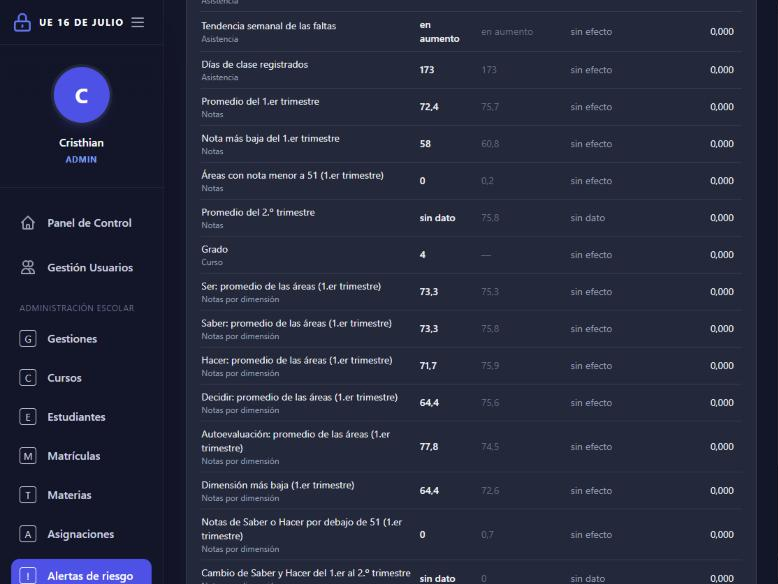 UE 16 DE JULIO
C
Cristhian
ADMIN
Panel de Control
Gestión Usuarios
ADMINISTRACIÓN ESCOLAR
G Gestiones
C Cursos
E Estudiantes
M Matrículas
T Materias
A Asignaciones
! Alertas de riesgo
Asistencia
Tendencia semanal de las faltas
Asistencia
en
aumento
en aumento
sin efecto
0,000
Días de clase registrados
Asistencia
173
173
sin efecto
0,000
Promedio del 1.er trimestre
Notas
72,4
75,7
sin efecto
0,000
Nota más baja del 1.er trimestre
Notas
58
60,8
sin efecto
0,000
Áreas con nota menor a 51 (1.er trimestre)
Notas
0
0,2
sin efecto
0,000
Promedio del 2.º trimestre
Notas
sin dato
75,8
sin dato
0,000
Grado
Curso
4
—
sin efecto
0,000
Ser: promedio de las áreas (1.er trimestre)
Notas por dimensión
73,3
75,3
sin efecto
0,000
Saber: promedio de las áreas (1.er trimestre)
Notas por dimensión
73,3
75,8
sin efecto
0,000
Hacer: promedio de las áreas (1.er trimestre)
Notas por dimensión
71,7
75,9
sin efecto
0,000
Decidir: promedio de las áreas (1.er trimestre)
Notas por dimensión
64,4
75,6
sin efecto
0,000
Autoevaluación: promedio de las áreas (1.er
trimestre)
Notas por dimensión
77,8
74,5
sin efecto
0,000
Dimensión más baja (1.er trimestre)
Notas por dimensión
64,4
72,6
sin efecto
0,000
Notas de Saber o Hacer por debajo de 51 (1.er
trimestre)
Notas por dimensión
0
0,7
sin efecto
0,000
Cambio de Saber y Hacer del 1.er al 2.º trimestre
sin dato
0
sin dato
0,000